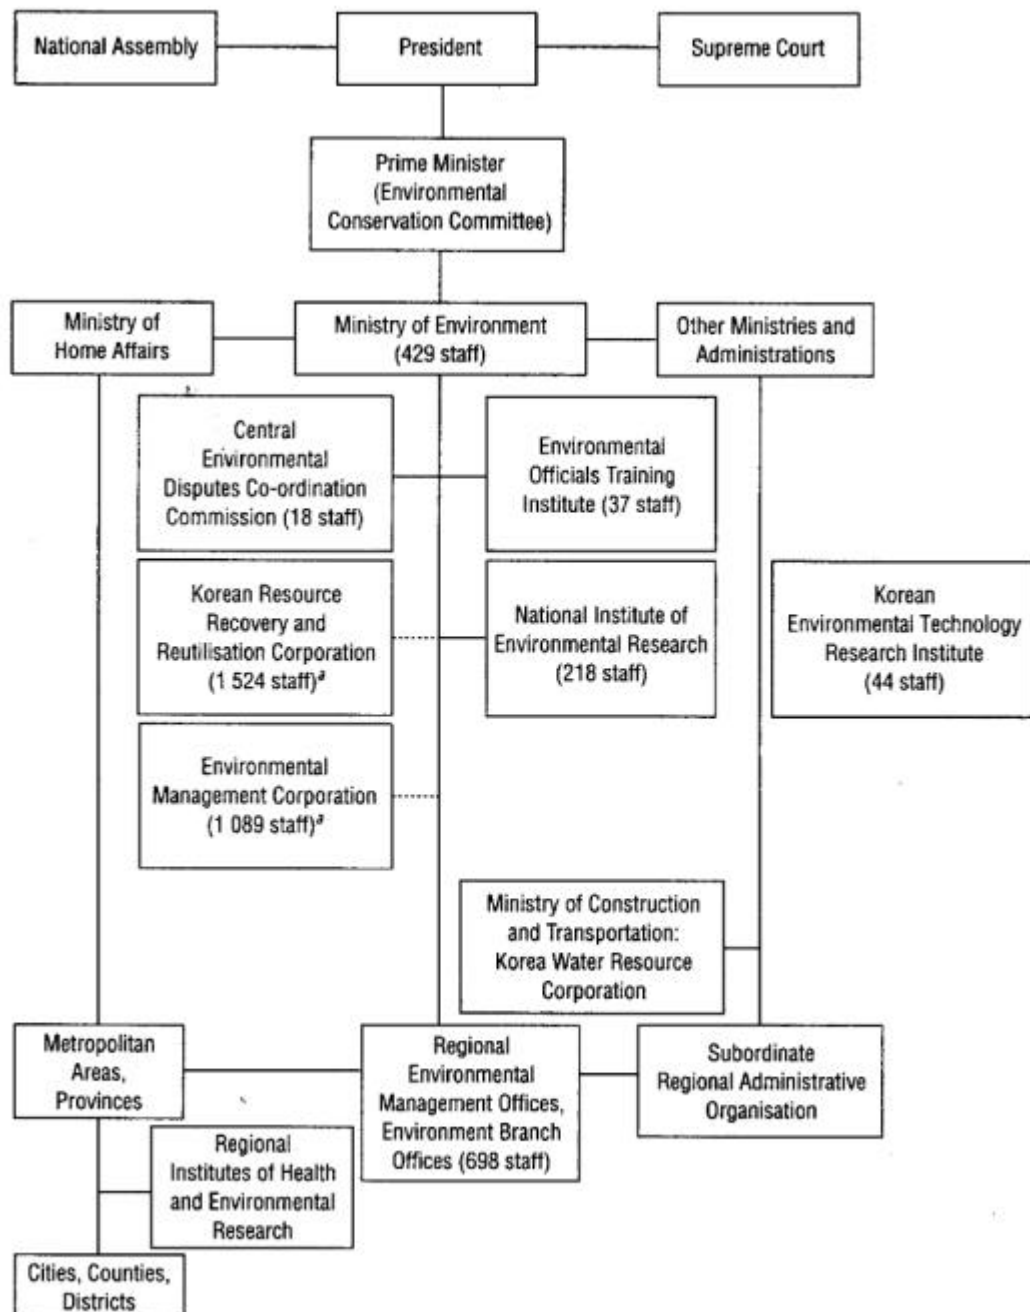 National Assembly
President
Supreme Court
Prime Minister
(Environmental
Conservation Committee)
Ministry of
Home Affairs
Ministry of Environment
(429 staff)
Other Ministries and
Administrations
Central
Environmental
Disputes Co-ordination
Commission (18 staff)
Environmental
Officials Training
Institute (37 staff)
Korean Resource
Recovery and
Reutilisation Corporation
(1 524 staff)a
National Institute of
Environmental Research
(218 staff)
Korean
Environmental Technology
Research Institute
(44 staff)
Environmental
Management Corporation
(1 089 staff)a
Ministry of Construction
and Transportation:
Korea Water Resource
Corporation
Metropolitan
Areas,
Provinces
Regional
Environmental
Management Offices,
Environment Branch
Offices (698 staff)
Subordinate
Regional Administrative
Organisation
Regional
Institutes of Health
and Environmental
Research
Cities, Counties,
Districts